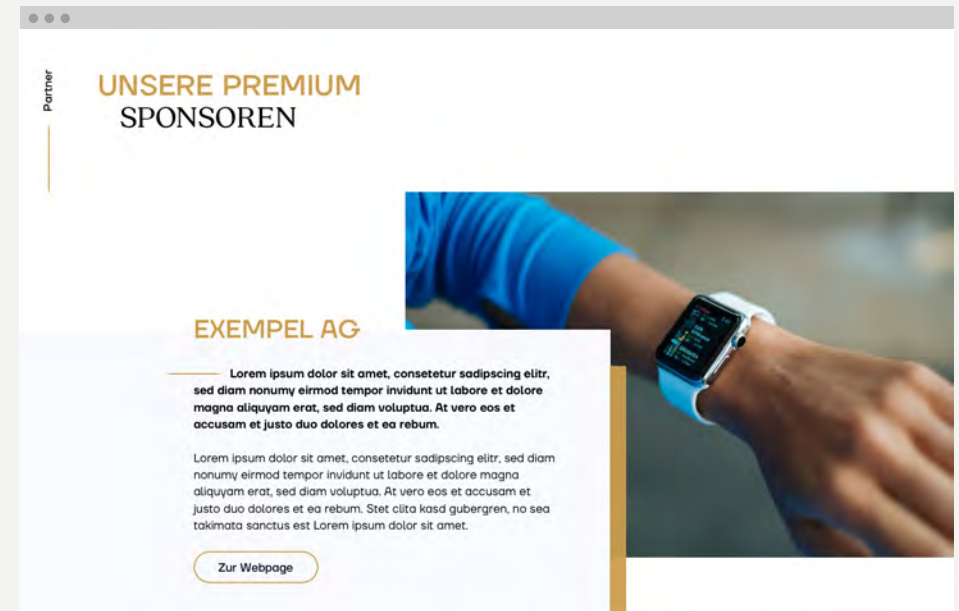 Partner
UNSERE PREMIUM
SPONSOREN
EXEMPEL AG
Lorem ipsum dolor sit amet, consetetur sadipscing elitr,
sed diam nonumy eirmod tempor invidunt ut labore et dolore
magna aliquyam erat, sed diam voluptua. At vero eos et
accusam et justo duo dolores et ea rebum.
Lorem ipsum dolor sit amet, consetetur sadipscing elitr, sed diam
nonumy eirmod tempor invidunt ut labore et dolore magna
aliquyam erat, sed diam voluptua. At vero eos et accusam et
justo duo dolores et ea rebum. Stet clita kasd gubergren, no sea
takimata sanctus est Lorem ipsum dolor sit amet.
Zur Webpage